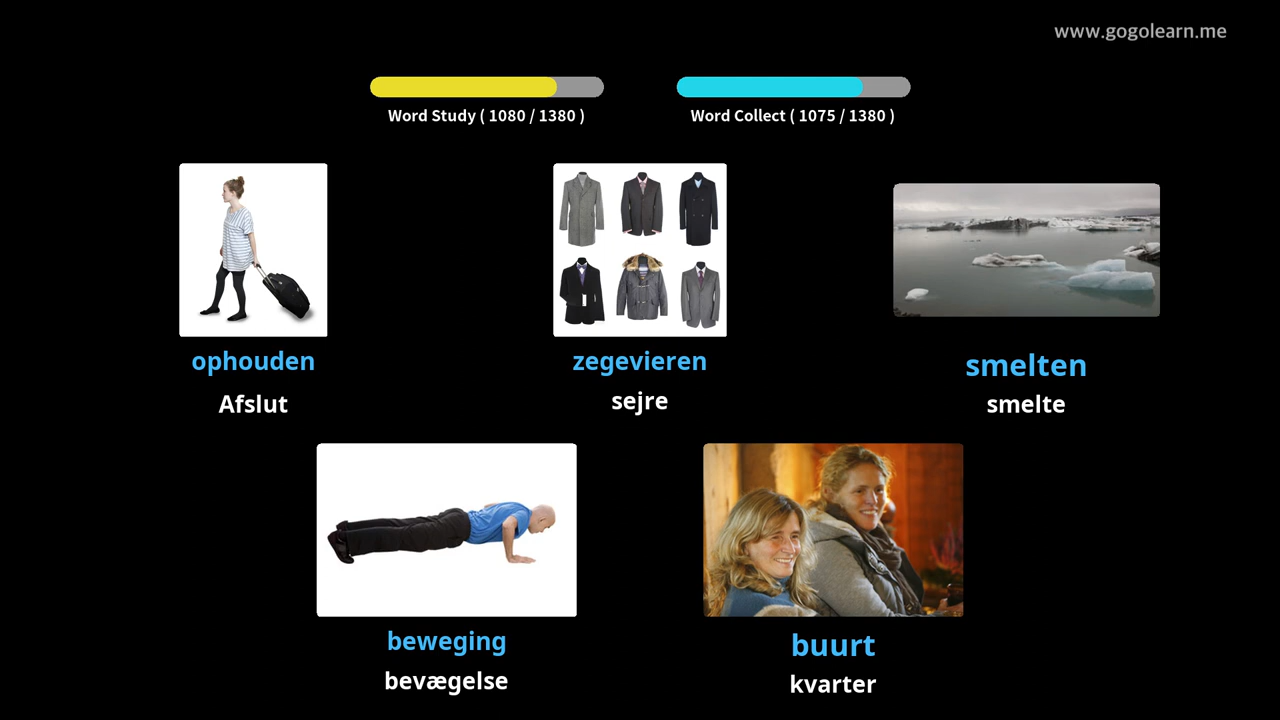 www.gogolearn.me
Word Study ( 1080 / 1380 )
Word Collect ( 1075 / 1380 )
ophouden
Afslut
zegevieren
sejre
smelten
smelte
beweging
bevægelse
buurt
kvarter